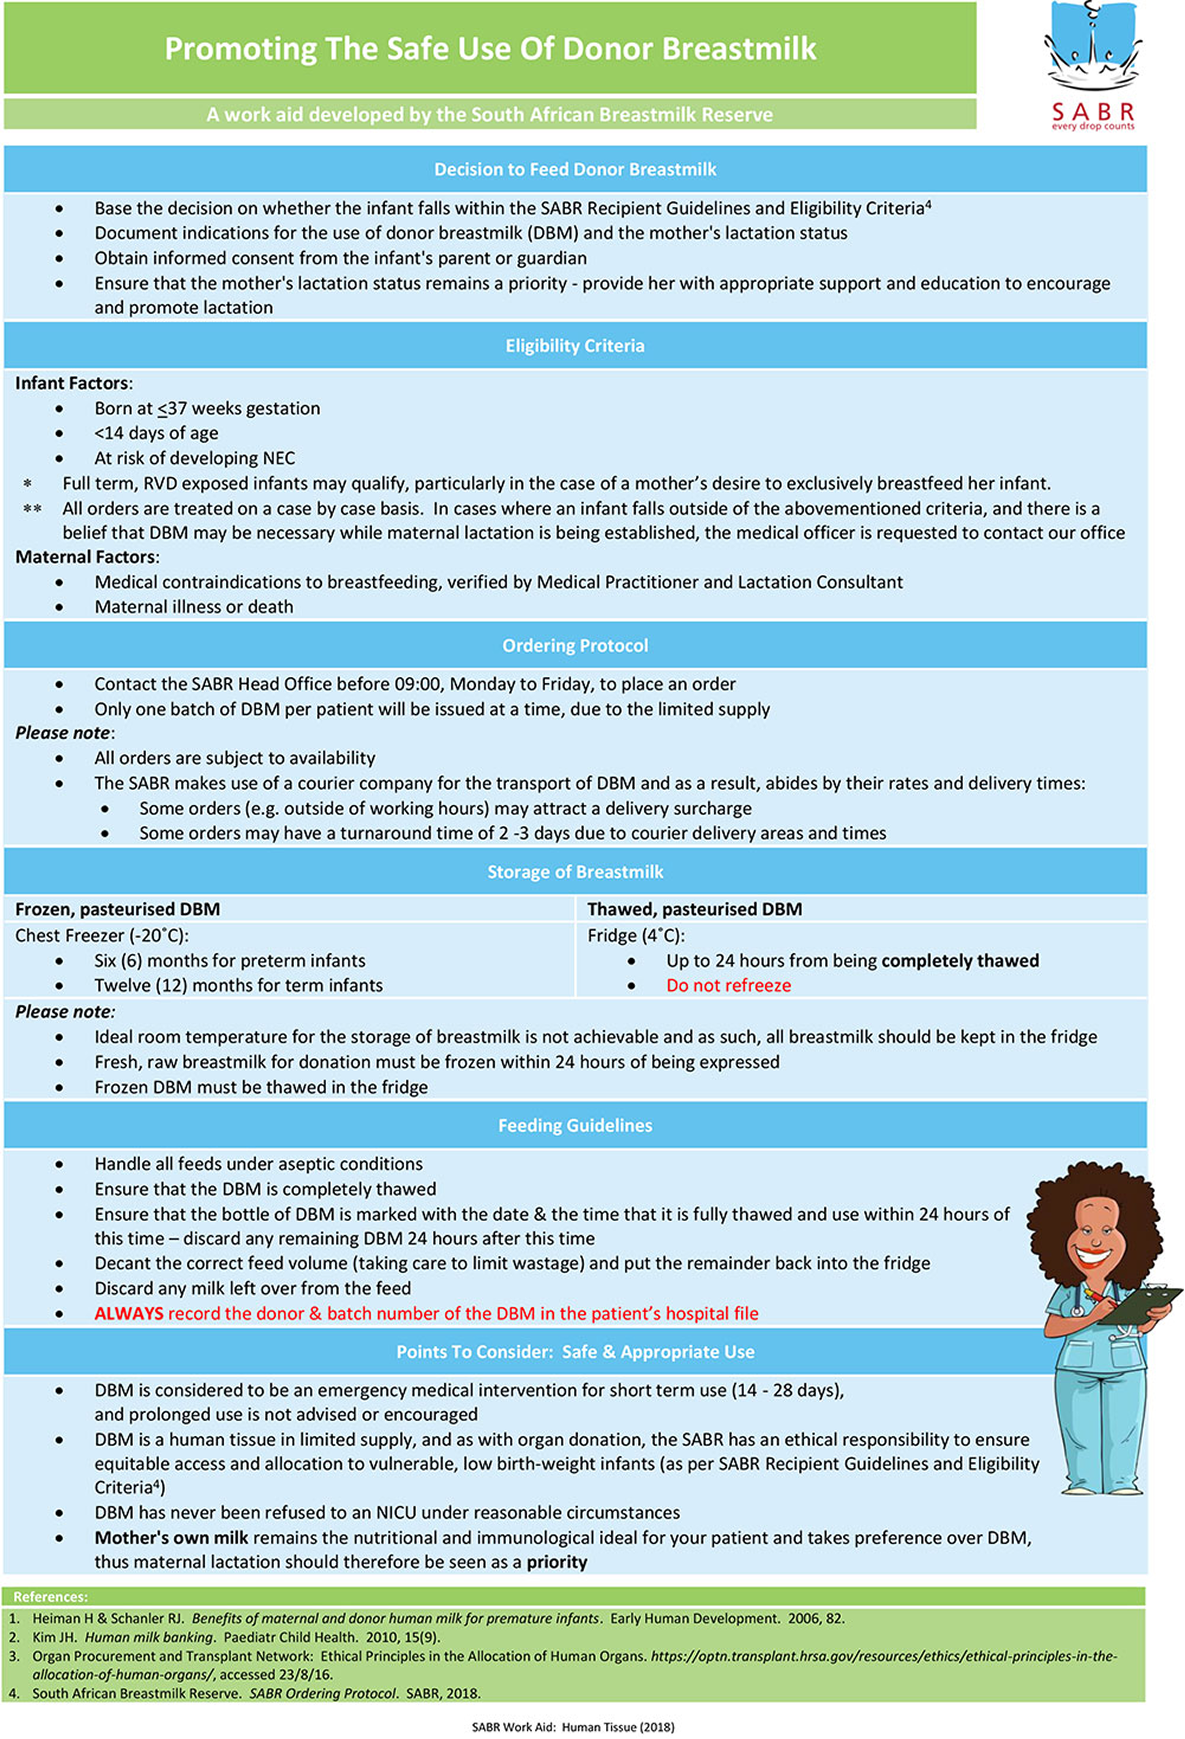 Promoting The Safe Use Of Donor Breastmilk
A work aid developed by the South African Breastmilk Reserve
SABR
every drop counts
Decision to Feed Donor Breastmilk
• Base the decision on whether the infant falls within the SABR Recipient Guidelines and Eligibility Criteria⁴
• Document indications for the use of donor breastmilk (DBM) and the mother's lactation status
• Obtain informed consent from the infant's parent or guardian
• Ensure that the mother's lactation status remains a priority - provide her with appropriate support and education to encourage
and promote lactation
Eligibility Criteria
Infant Factors:
• Born at ≤37 weeks gestation
• <14 days of age
• At risk of developing NEC
* Full term, RVD exposed infants may qualify, particularly in the case of a mother’s desire to exclusively breastfeed her infant.
** All orders are treated on a case by case basis. In cases where an infant falls outside of the abovementioned criteria, and there is a
belief that DBM may be necessary while maternal lactation is being established, the medical officer is requested to contact our office
Maternal Factors:
• Medical contraindications to breastfeeding, verified by Medical Practitioner and Lactation Consultant
• Maternal illness or death
Ordering Protocol
• Contact the SABR Head Office before 09:00, Monday to Friday, to place an order
• Only one batch of DBM per patient will be issued at a time, due to the limited supply
Please note:
• All orders are subject to availability
• The SABR makes use of a courier company for the transport of DBM and as a result, abides by their rates and delivery times:
• Some orders (e.g. outside of working hours) may attract a delivery surcharge
• Some orders may have a turnaround time of 2 -3 days due to courier delivery areas and times
Storage of Breastmilk
Frozen, pasteurised DBM
Chest Freezer (-20˚C):
• Six (6) months for preterm infants
• Twelve (12) months for term infants
Thawed, pasteurised DBM
Fridge (4˚C):
• Up to 24 hours from being completely thawed
• Do not refreeze
Please note:
• Ideal room temperature for the storage of breastmilk is not achievable and as such, all breastmilk should be kept in the fridge
• Fresh, raw breastmilk for donation must be frozen within 24 hours of being expressed
• Frozen DBM must be thawed in the fridge
Feeding Guidelines
• Handle all feeds under aseptic conditions
• Ensure that the DBM is completely thawed
• Ensure that the bottle of DBM is marked with the date & the time that it is fully thawed and use within 24 hours of
this time – discard any remaining DBM 24 hours after this time
• Decant the correct feed volume (taking care to limit wastage) and put the remainder back into the fridge
• Discard any milk left over from the feed
• ALWAYS record the donor & batch number of the DBM in the patient’s hospital file
Points To Consider: Safe & Appropriate Use
• DBM is considered to be an emergency medical intervention for short term use (14 - 28 days),
and prolonged use is not advised or encouraged
• DBM is a human tissue in limited supply, and as with organ donation, the SABR has an ethical responsibility to ensure
equitable access and allocation to vulnerable, low birth-weight infants (as per SABR Recipient Guidelines and Eligibility
Criteria⁴)
• DBM has never been refused to an NICU under reasonable circumstances
• Mother's own milk remains the nutritional and immunological ideal for your patient and takes preference over DBM,
thus maternal lactation should therefore be seen as a priority
References:
1. Heiman H & Schanler RJ. Benefits of maternal and donor human milk for premature infants. Early Human Development. 2006, 82.
2. Kim JH. Human milk banking. Paediatr Child Health. 2010, 15(9).
3. Organ Procurement and Transplant Network: Ethical Principles in the Allocation of Human Organs. https://optn.transplant.hrsa.gov/resources/ethics/ethical-principles-in-the-
allocation-of-human-organs/, accessed 23/8/16.
4. South African Breastmilk Reserve. SABR Ordering Protocol. SABR, 2018.
SABR Work Aid: Human Tissue (2018)